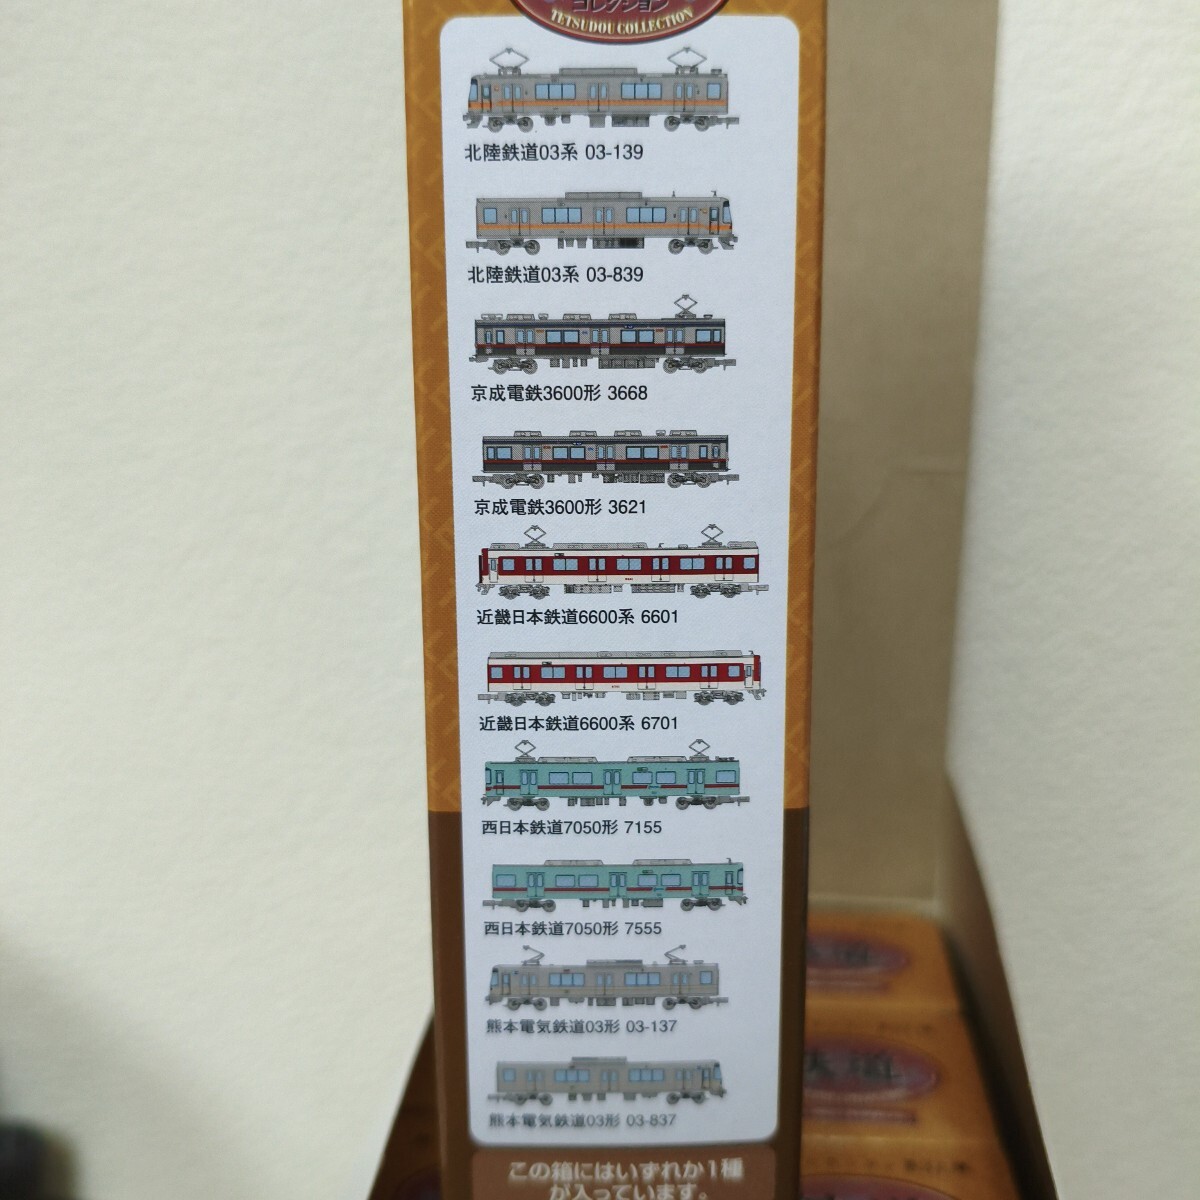 コレクション
TETSUDOU COLLECTION
北陸鉄道03系 03-139
北陸鉄道03系 03-839
京成電鉄3600形 3668
京成電鉄3600形 3621
近畿日本鉄道6600系 6601
近畿日本鉄道6600系 6701
西日本鉄道7050形 7155
西日本鉄道7050形 7555
熊本電気鉄道03形 03-137
熊本電気鉄道03形 03-837
この箱にはいずれか1種
が入っています。
鉄道